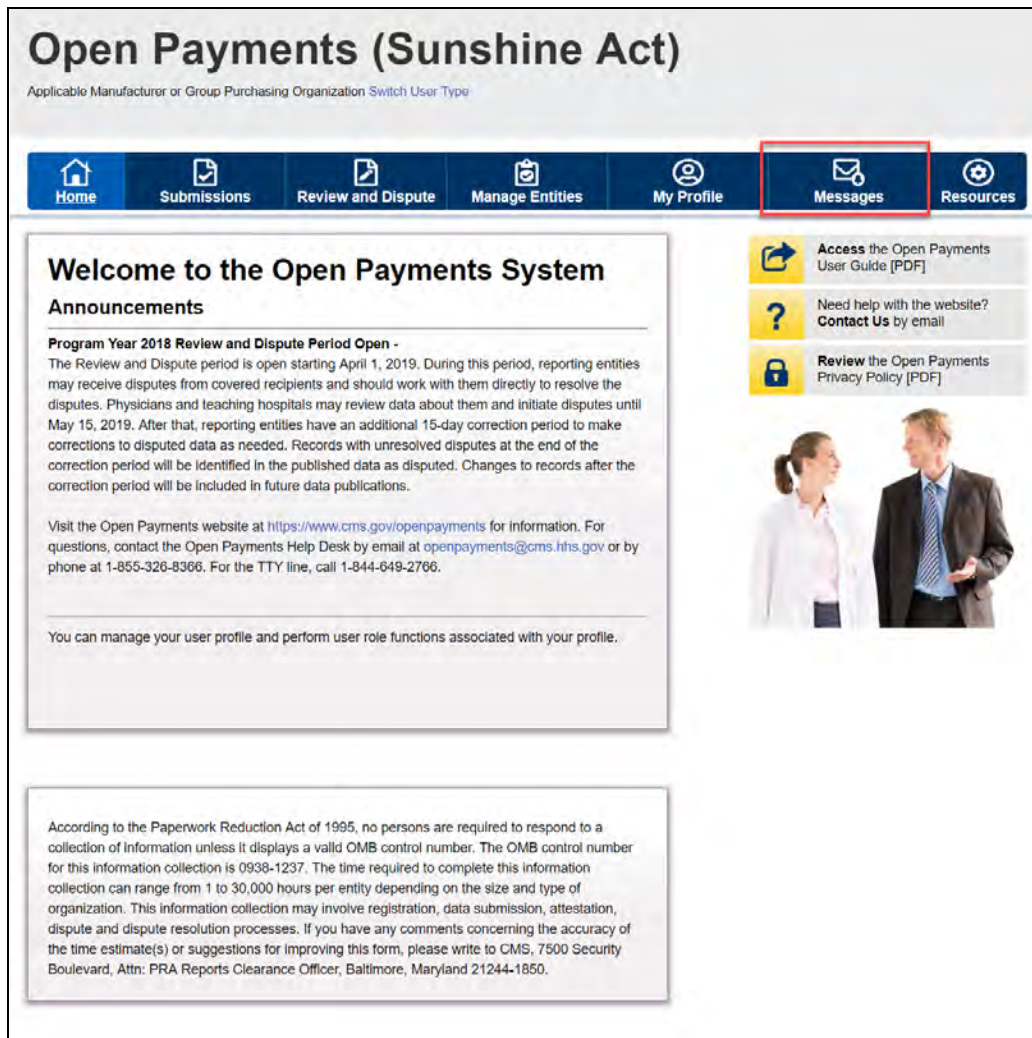 Open Payments (Sunshine Act)
Applicable Manufacturer or Group Purchasing Organization Switch User Type
Home
Submissions
Review and Dispute
Manage Entities
My Profile
Messages
Resources
Welcome to the Open Payments System
Announcements
Program Year 2018 Review and Dispute Period Open -
The Review and Dispute period is open starting April 1, 2019. During this period, reporting entities
may receive disputes from covered recipients and should work with them directly to resolve the
disputes. Physicians and teaching hospitals may review data about them and initiate disputes until
May 15, 2019. After that, reporting entities have an additional 15-day correction period to make
corrections to disputed data as needed. Records with unresolved disputes at the end of the
correction period will be identified in the published data as disputed. Changes to records after the
correction period will be included in future data publications.
Visit the Open Payments website at https://www.cms.gov/openpayments for information. For
questions, contact the Open Payments Help Desk by email at openpayments@cms.hhs.gov or by
phone at 1-855-326-8366. For the TTY line, call 1-844-649-2766.
You can manage your user profile and perform user role functions associated with your profile.
Access the Open Payments
User Guide [PDF]
?
Need help with the website?
Contact Us by email
Review the Open Payments
Privacy Policy [PDF]
According to the Paperwork Reduction Act of 1995, no persons are required to respond to a
collection of information unless it displays a valid OMB control number. The OMB control number
for this information collection is 0938-1237. The time required to complete this information
collection can range from 1 to 30,000 hours per entity depending on the size and type of
organization. This information collection may involve registration, data submission, attestation,
dispute and dispute resolution processes. If you have any comments concerning the accuracy of
the time estimate(s) or suggestions for improving this form, please write to CMS, 7500 Security
Boulevard, Attn: PRA Reports Clearance Officer, Baltimore, Maryland 21244-1850.